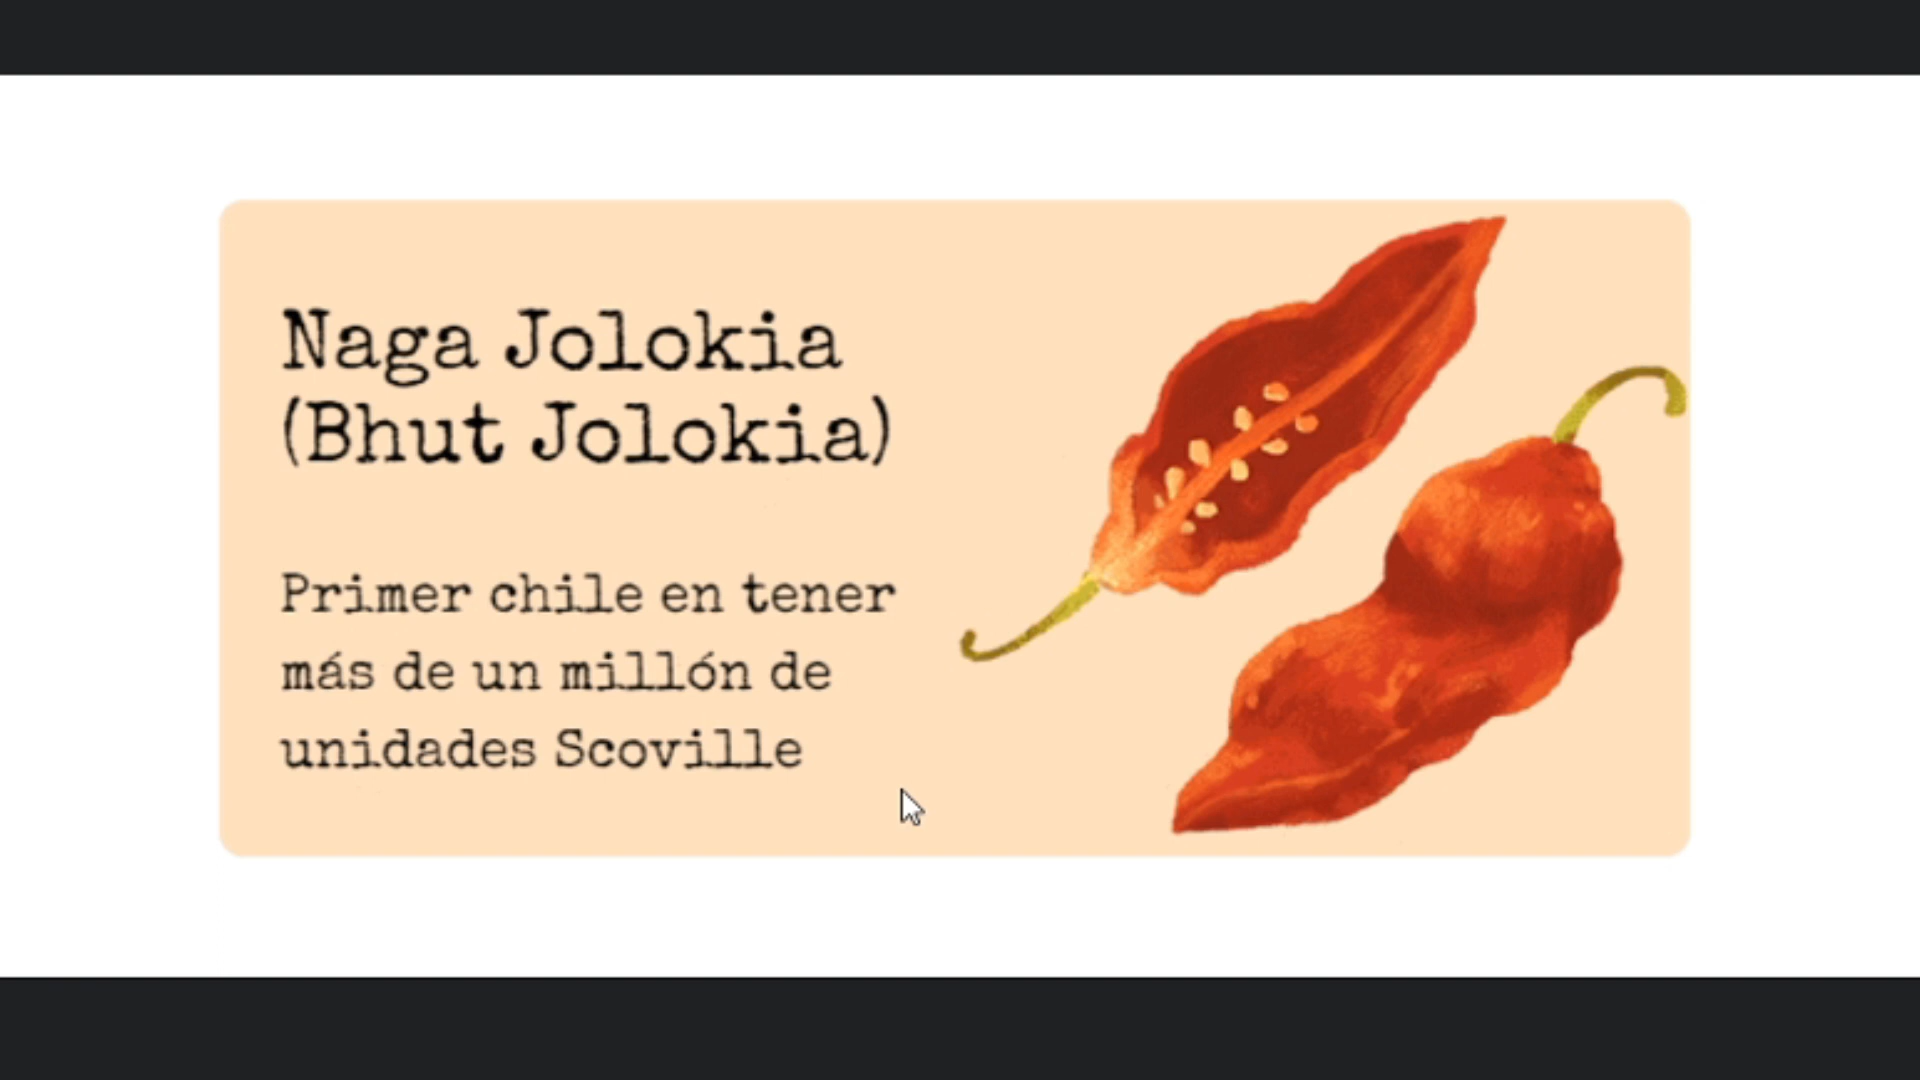 Naga Jolokia
(Bhut Jolokia)
Primer chile en tener
más de un millón de
unidades Scoville